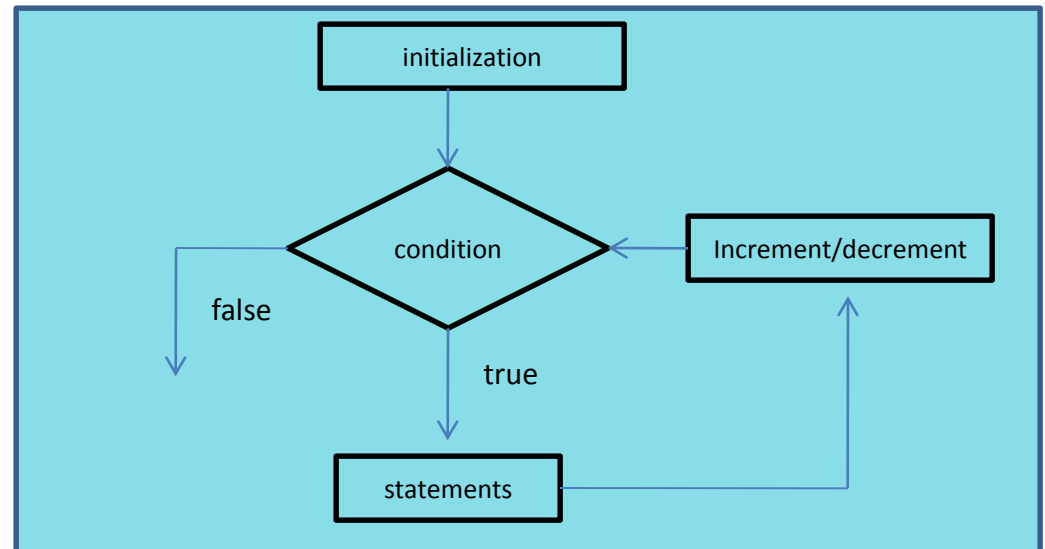 initialization
condition
Increment/decrement
false
true
statements